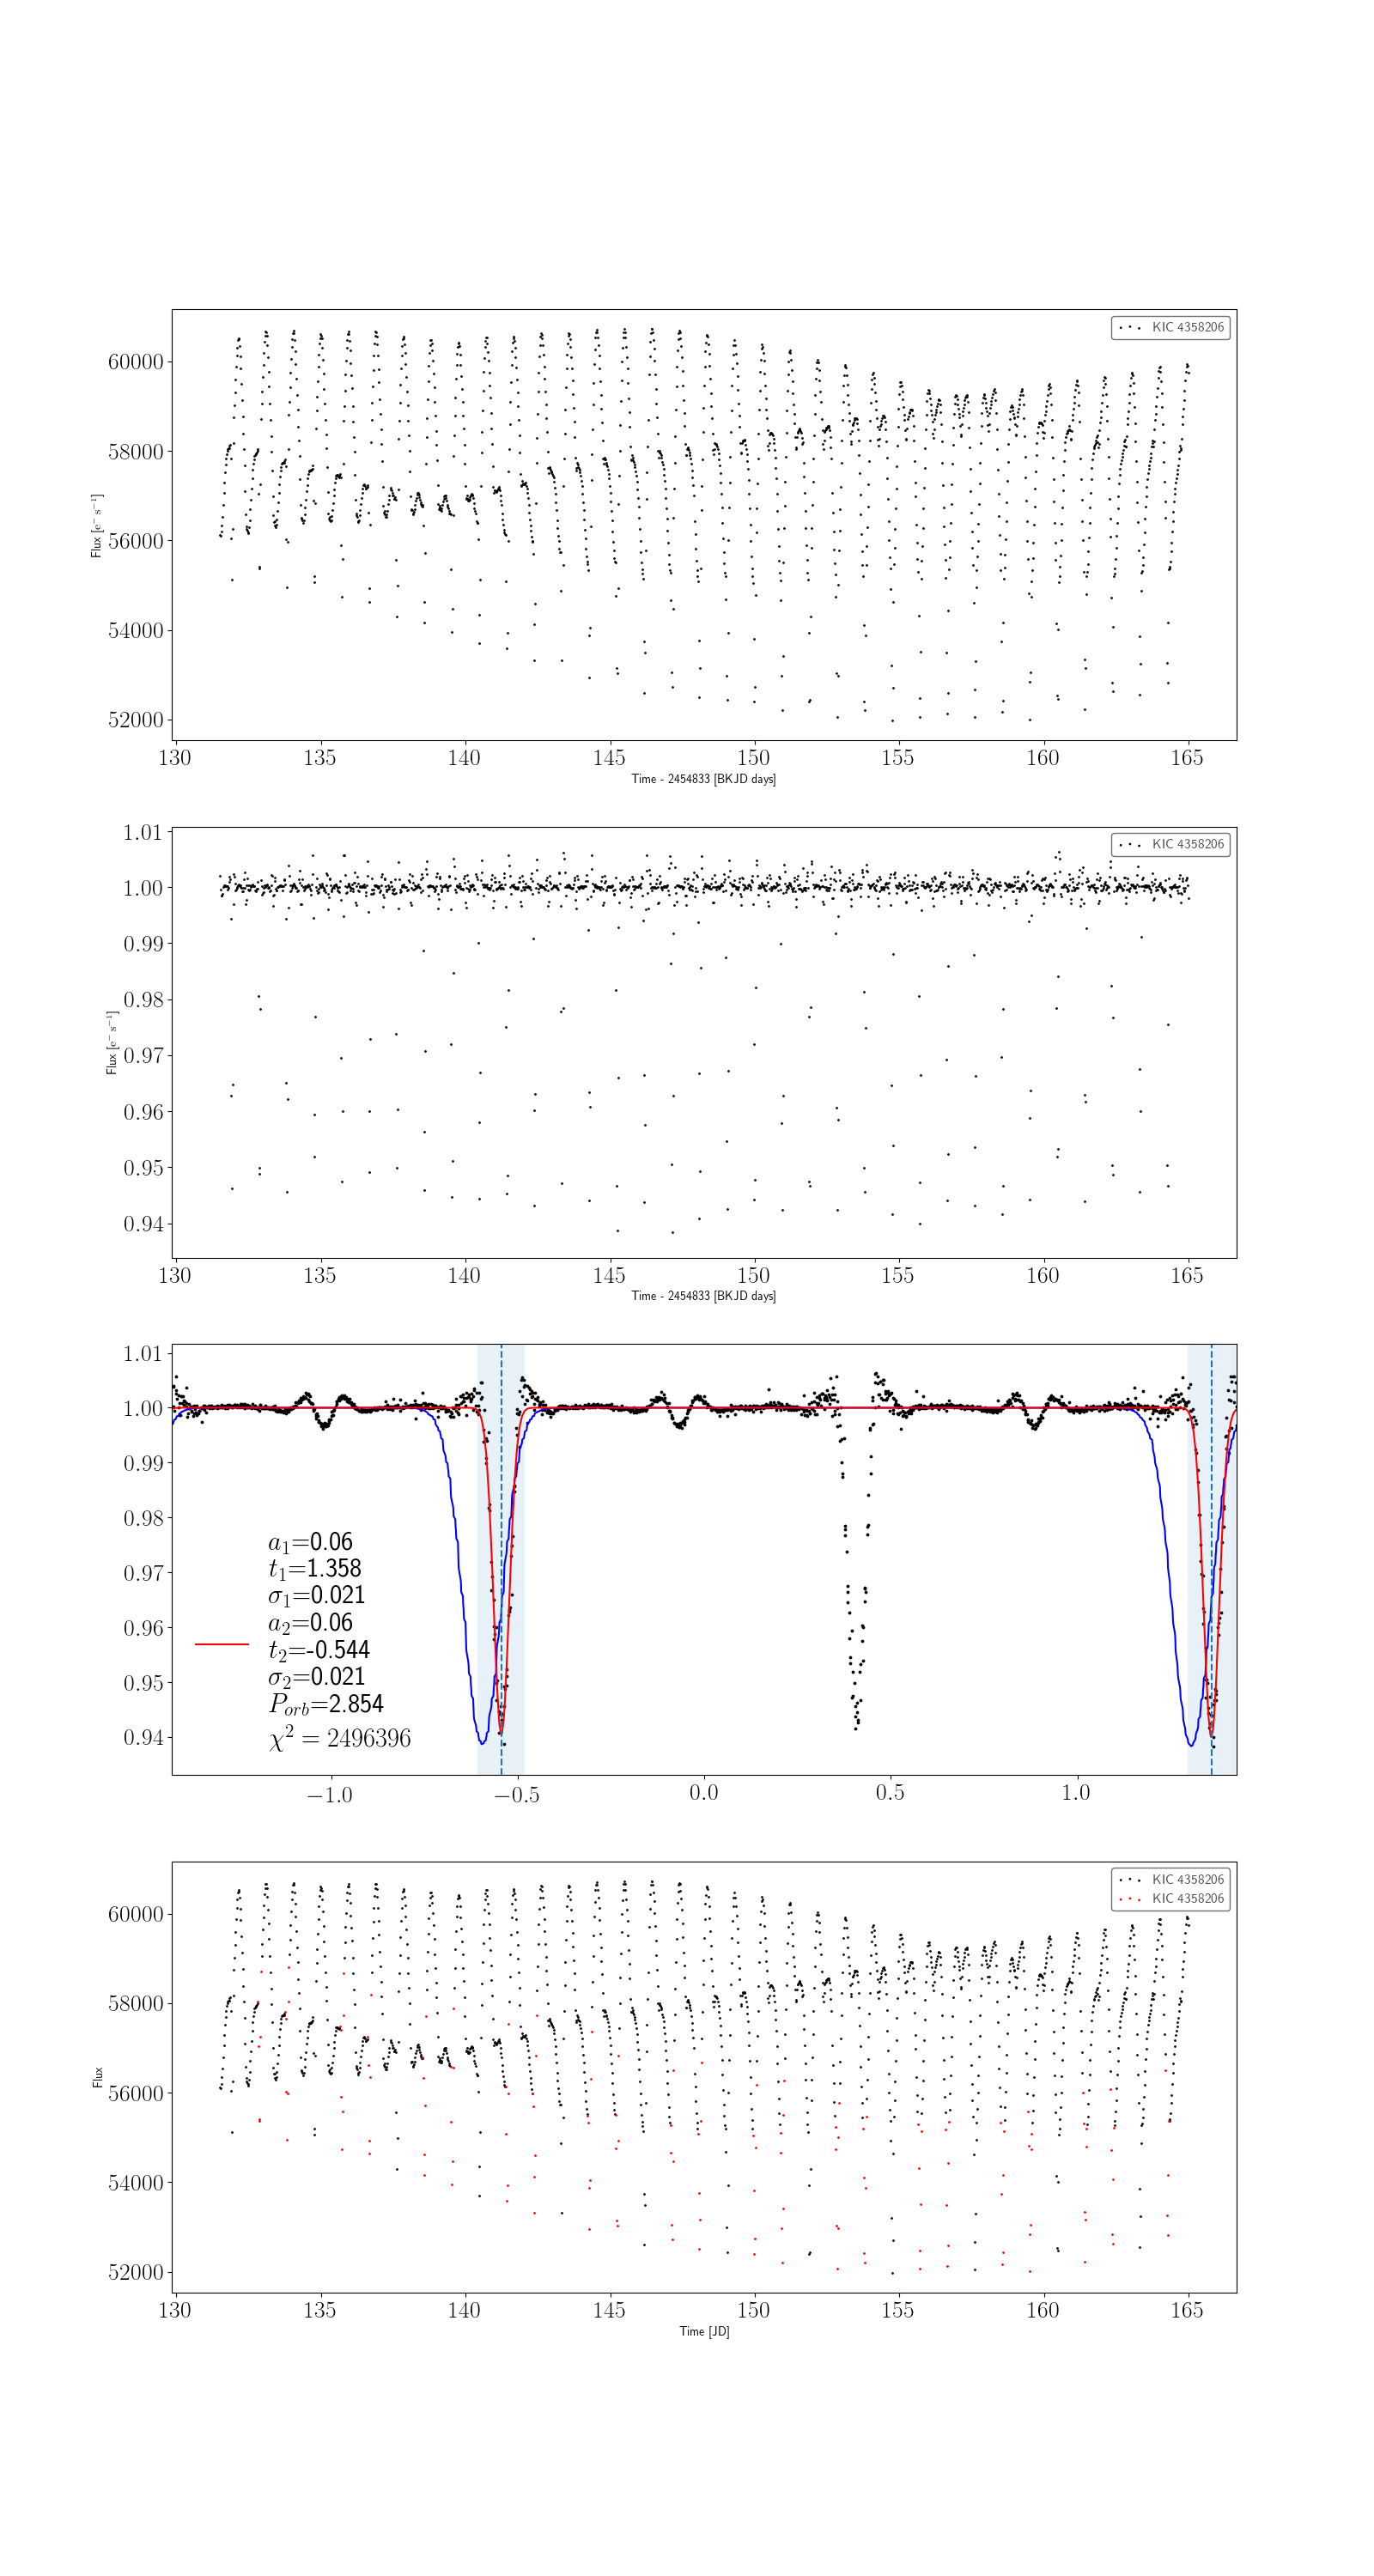 KIC 4358206
60000
58000
56000
54000
52000
Flux [e⁻ s⁻¹]
130 135 140 145 150 155 160 165
Time - 2454833 [BKJD days]
KIC 4358206
1.01
1.00
0.99
0.98
0.97
0.96
0.95
0.94
Flux [e⁻ s⁻¹]
130 135 140 145 150 155 160 165
Time - 2454833 [BKJD days]
1.01
1.00
0.99
0.98
0.97
0.96
0.95
0.94
a₁=0.06
t₁=1.358
σ₁=0.021
a₂=0.06
t₂=-0.544
σ₂=0.021
P_orb=2.854
χ² = 2496396
−1.0 −0.5 0.0 0.5 1.0
KIC 4358206
KIC 4358206
60000
58000
56000
54000
52000
Flux
130 135 140 145 150 155 160 165
Time [JD]